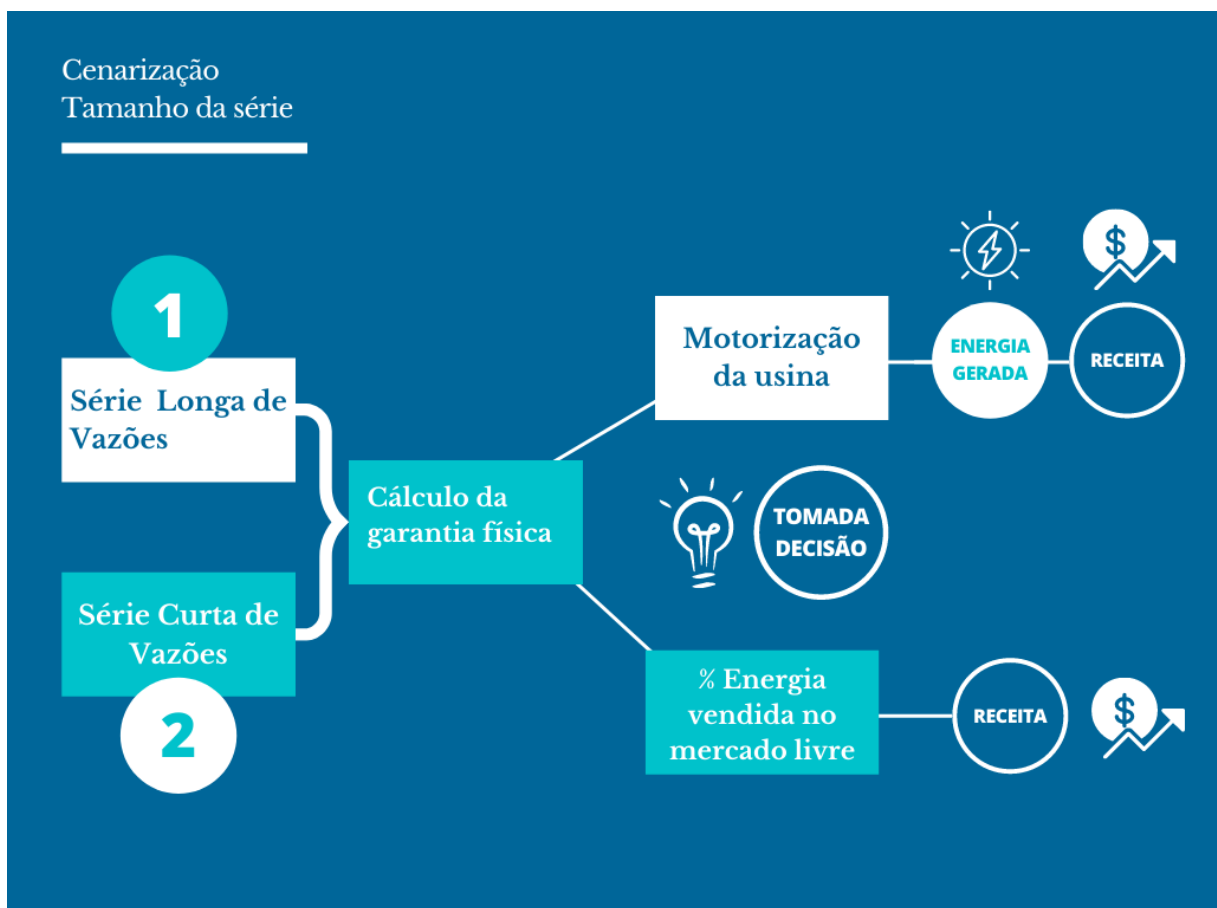 Cenarização
Tamanho da série
1
Série Longa de
Vazões
Série Curta de
Vazões
2
Cálculo da
garantia física
Motorização
da usina
ENERGIA
GERADA
$
RECEITA
TOMADA
DECISÃO
% Energia
vendida no
mercado livre
RECEITA
$